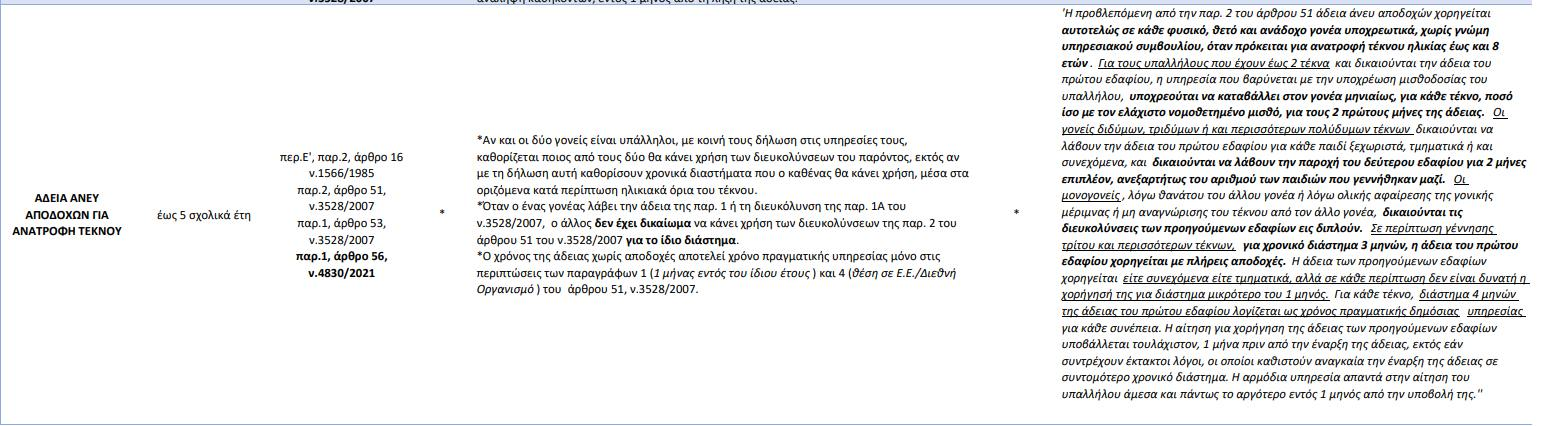 ν.3528/2007
ανάληψη καθηκόντων, εντός 1 μηνός από τη λήξη της άδειας.
ΑΔΕΙΑ ΑΝΕΥ
ΑΠΟΔΟΧΩΝ ΓΙΑ
ΑΝΑΤΡΟΦΗ ΤΕΚΝΟΥ
έως 5 σχολικά έτη
περ.Ε', παρ.2, άρθρο 16
ν.1566/1985
παρ.2, άρθρο 51,
ν.3528/2007
παρ.1, άρθρο 53,
ν.3528/2007
παρ.1, άρθρο 56,
ν.4830/2021
*
*Αν και οι δύο γονείς είναι υπάλληλοι, με κοινή τους δήλωση στις υπηρεσίες τους,
καθορίζεται ποιος από τους δύο θα κάνει χρήση των διευκολύνσεων του παρόντος, εκτός αν
με τη δήλωση αυτή καθορίσουν χρονικά διαστήματα που ο καθένας θα κάνει χρήση, μέσα στα
οριζόμενα κατά περίπτωση ηλικιακά όρια του τέκνου.
*Όταν ο ένας γονέας λάβει την άδεια της παρ. 1 ή τη διευκόλυνση της παρ. 1Α του
ν.3528/2007, ο άλλος δεν έχει δικαίωμα να κάνει χρήση των διευκολύνσεων της παρ. 2 του
άρθρου 51 του ν.3528/2007 για το ίδιο διάστημα.
*Ο χρόνος της άδειας χωρίς αποδοχές αποτελεί χρόνο πραγματικής υπηρεσίας μόνο στις
περιπτώσεις των παραγράφων 1 (1 μήνας εντός του ίδιου έτους ) και 4 (θέση σε Ε.Ε./Διεθνή
Οργανισμό ) του άρθρου 51, ν.3528/2007.
*
'Η προβλεπόμενη από την παρ. 2 του άρθρου 51 άδεια άνευ αποδοχών χορηγείται
αυτοτελώς σε κάθε φυσικό, θετό και ανάδοχο γονέα υποχρεωτικά, χωρίς γνώμη
υπηρεσιακού συμβουλίου, όταν πρόκειται για ανατροφή τέκνου ηλικίας έως και 8
ετών . Για τους υπαλλήλους που έχουν έως 2 τέκνα και δικαιούνται την άδεια του
πρώτου εδαφίου, η υπηρεσία που βαρύνεται με την υποχρέωση μισθοδοσίας του
υπαλλήλου, υποχρεούται να καταβάλλει στον γονέα μηνιαίως, για κάθε τέκνο, ποσό
ίσο με τον ελάχιστο νομοθετημένο μισθό, για τους 2 πρώτους μήνες της άδειας. Οι
γονείς διδύμων, τριδύμων ή και περισσότερων πολύδυμων τέκνων δικαιούνται να
λάβουν την άδεια του πρώτου εδαφίου για κάθε παιδί ξεχωριστά, τμηματικά ή και
συνεχόμενα, και δικαιούνται να λάβουν την παροχή του δεύτερου εδαφίου για 2 μήνες
επιπλέον, ανεξαρτήτως του αριθμού των παιδιών που γεννήθηκαν μαζί. Οι
μονογονείς , λόγω θανάτου του άλλου γονέα ή λόγω ολικής αφαίρεσης της γονικής
μέριμνας ή μη αναγνώρισης του τέκνου από τον άλλο γονέα, δικαιούνται τις
διευκολύνσεις των προηγούμενων εδαφίων εις διπλούν. Σε περίπτωση γέννησης
τρίτου και περισσότερων τέκνων, για χρονικό διάστημα 3 μηνών, η άδεια του πρώτου
εδαφίου χορηγείται με πλήρεις αποδοχές. Η άδεια των προηγούμενων εδαφίων
χορηγείται είτε συνεχόμενα είτε τμηματικά, αλλά σε κάθε περίπτωση δεν είναι δυνατή η
χορήγησή της για διάστημα μικρότερο του 1 μηνός. Για κάθε τέκνο, διάστημα 4 μηνών
της άδειας του πρώτου εδαφίου λογίζεται ως χρόνος πραγματικής δημόσιας υπηρεσίας
για κάθε συνέπεια. Η αίτηση για χορήγηση της άδειας των προηγούμενων εδαφίων
υποβάλλεται τουλάχιστον, 1 μήνα πριν από την έναρξη της άδειας, εκτός εάν
συντρέχουν έκτακτοι λόγοι, οι οποίοι καθιστούν αναγκαία την έναρξη της άδειας σε
συντομότερο χρονικό διάστημα. Η αρμόδια υπηρεσία απαντά στην αίτηση του
υπαλλήλου άμεσα και πάντως το αργότερο εντός 1 μηνός από την υποβολή της.''